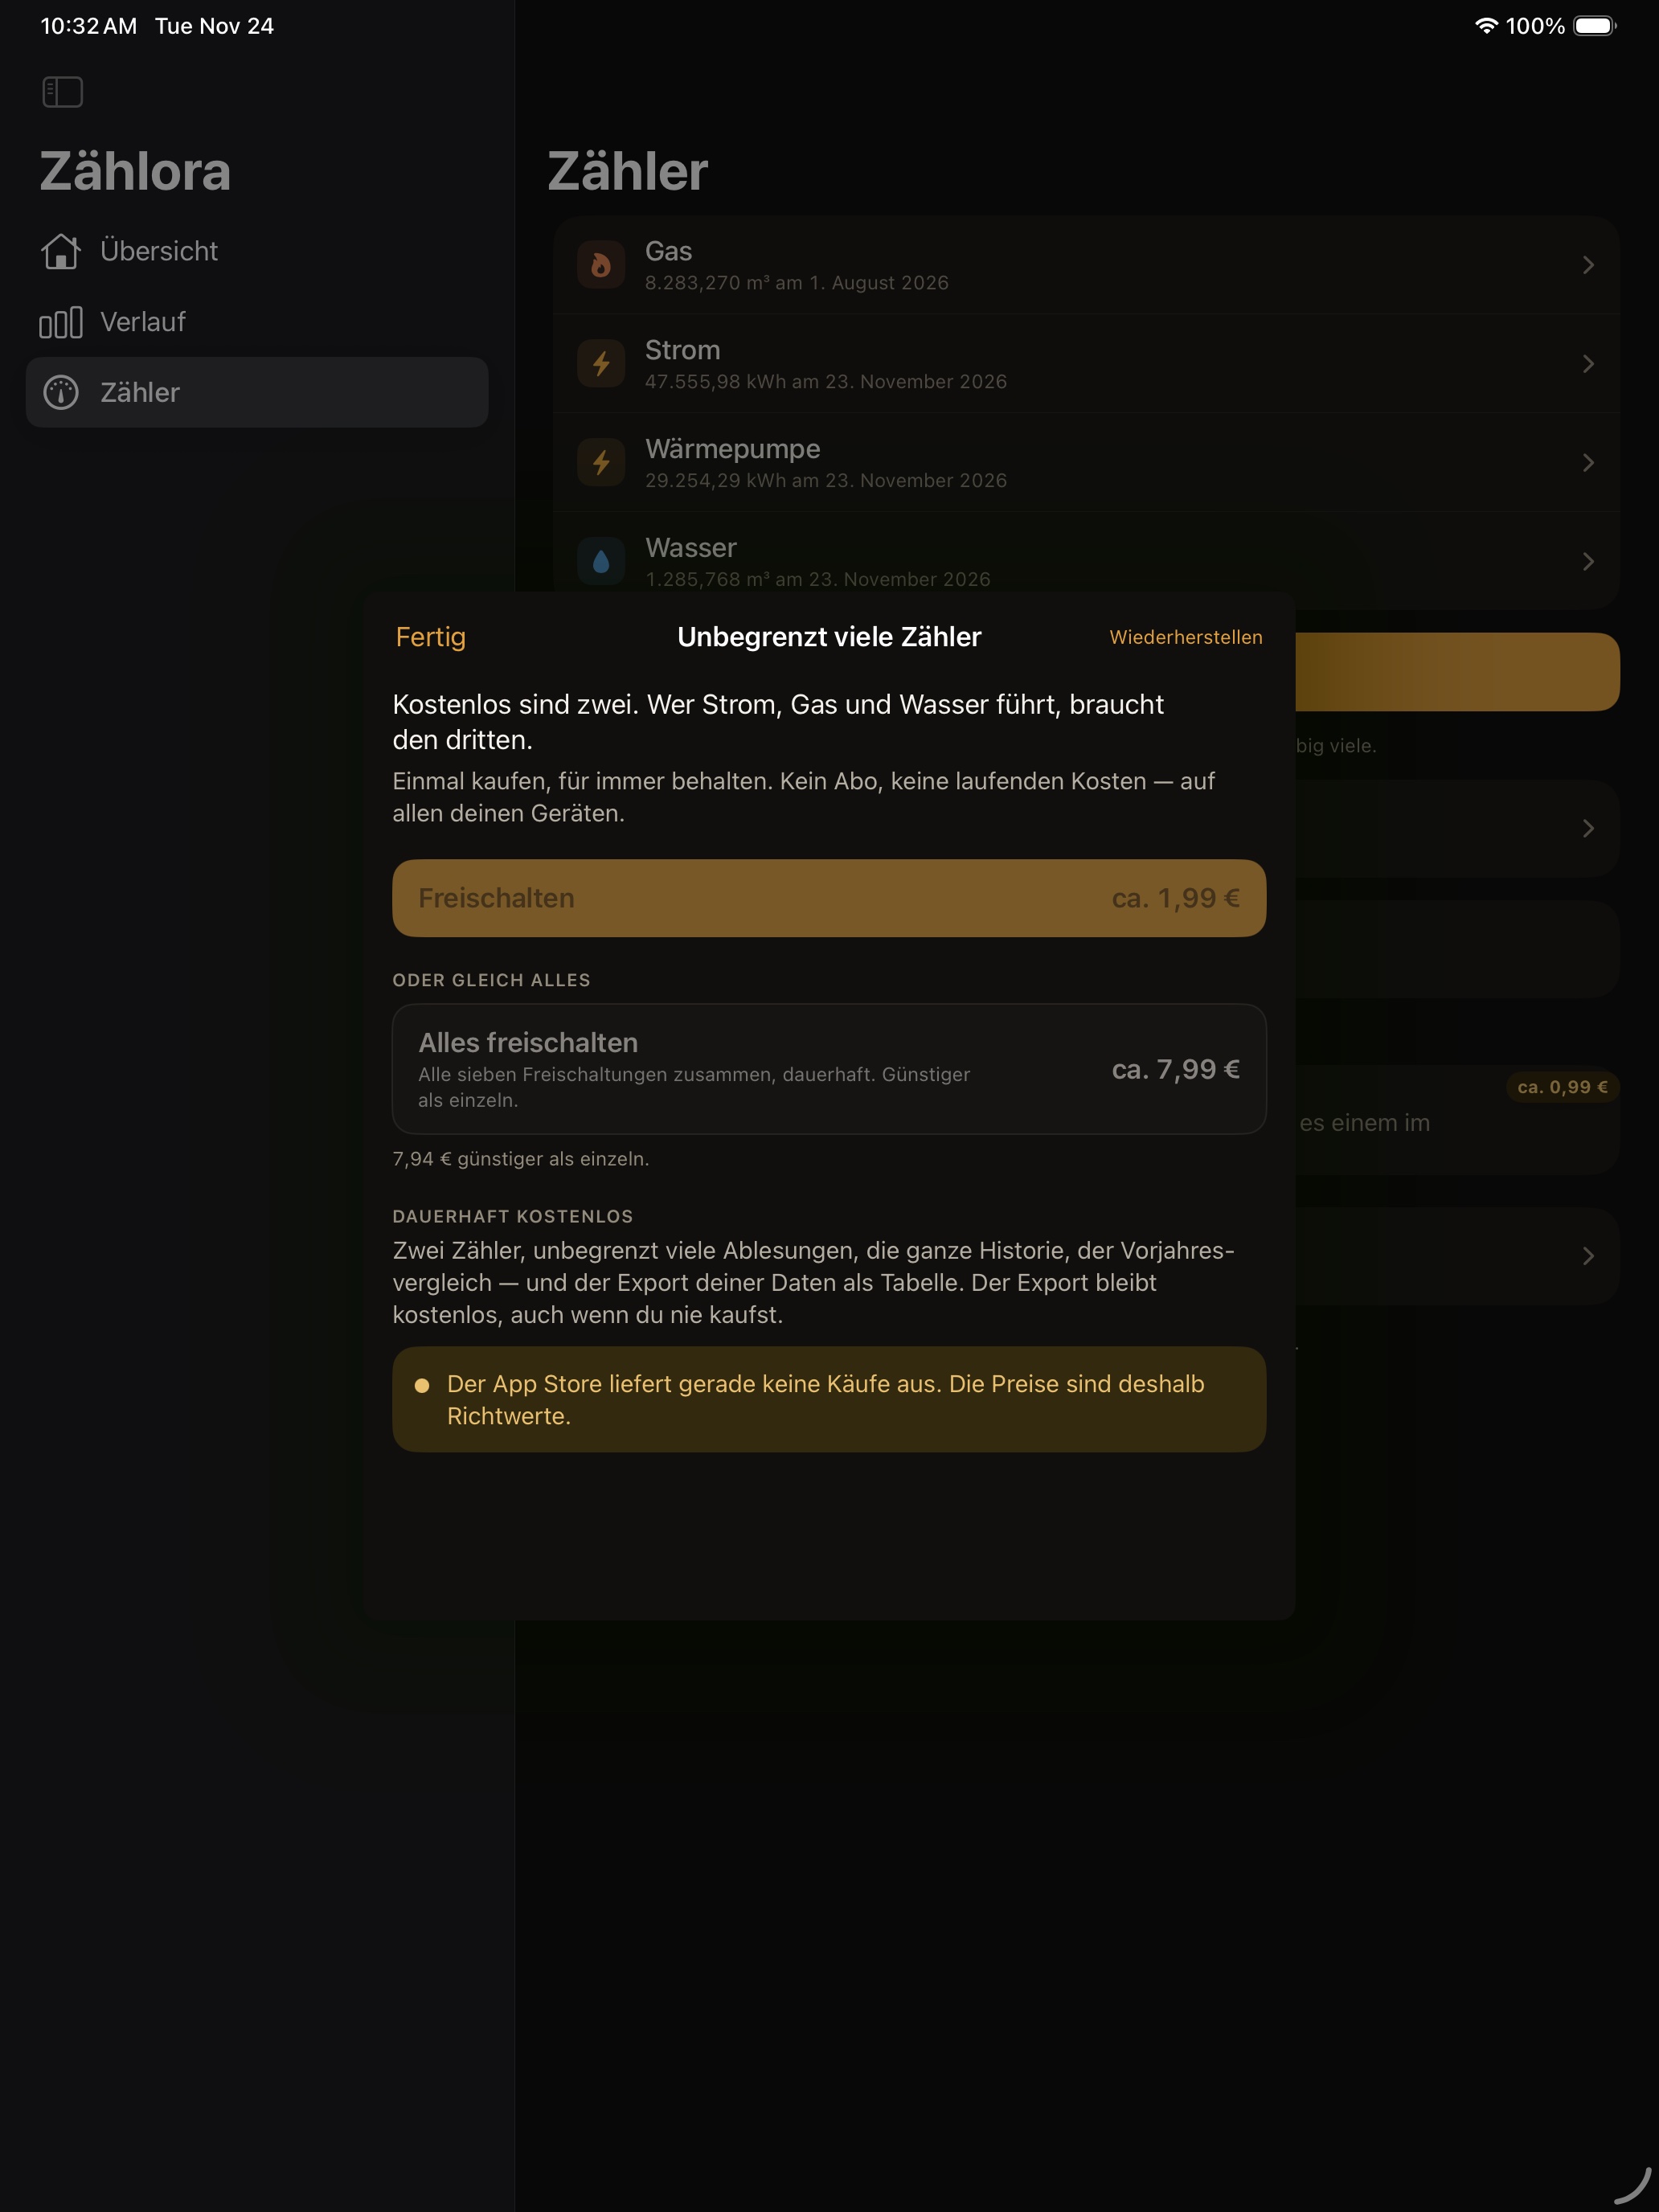 10:32 AM Tue Nov 24
100%
Zählora
Übersicht
Verlauf
Zähler
Zähler
Gas
8.283,270 m³ am 1. August 2026
Strom
47.555,98 kWh am 23. November 2026
Wärmepumpe
29.254,29 kWh am 23. November 2026
Wasser
1.285,768 m³ am 23. November 2026
Fertig
Unbegrenzt viele Zähler
Wiederherstellen
Kostenlos sind zwei. Wer Strom, Gas und Wasser führt, braucht
den dritten.
Einmal kaufen, für immer behalten. Kein Abo, keine laufenden Kosten — auf
allen deinen Geräten.
Freischalten
ca. 1,99 €
ODER GLEICH ALLES
Alles freischalten
Alle sieben Freischaltungen zusammen, dauerhaft. Günstiger
als einzeln.
ca. 7,99 €
7,94 € günstiger als einzeln.
DAUERHAFT KOSTENLOS
Zwei Zähler, unbegrenzt viele Ablesungen, die ganze Historie, der Vorjahres-
vergleich — und der Export deiner Daten als Tabelle. Der Export bleibt
kostenlos, auch wenn du nie kaufst.
Der App Store liefert gerade keine Käufe aus. Die Preise sind deshalb
Richtwerte.
big viele.
ca. 0,99 €
es einem im